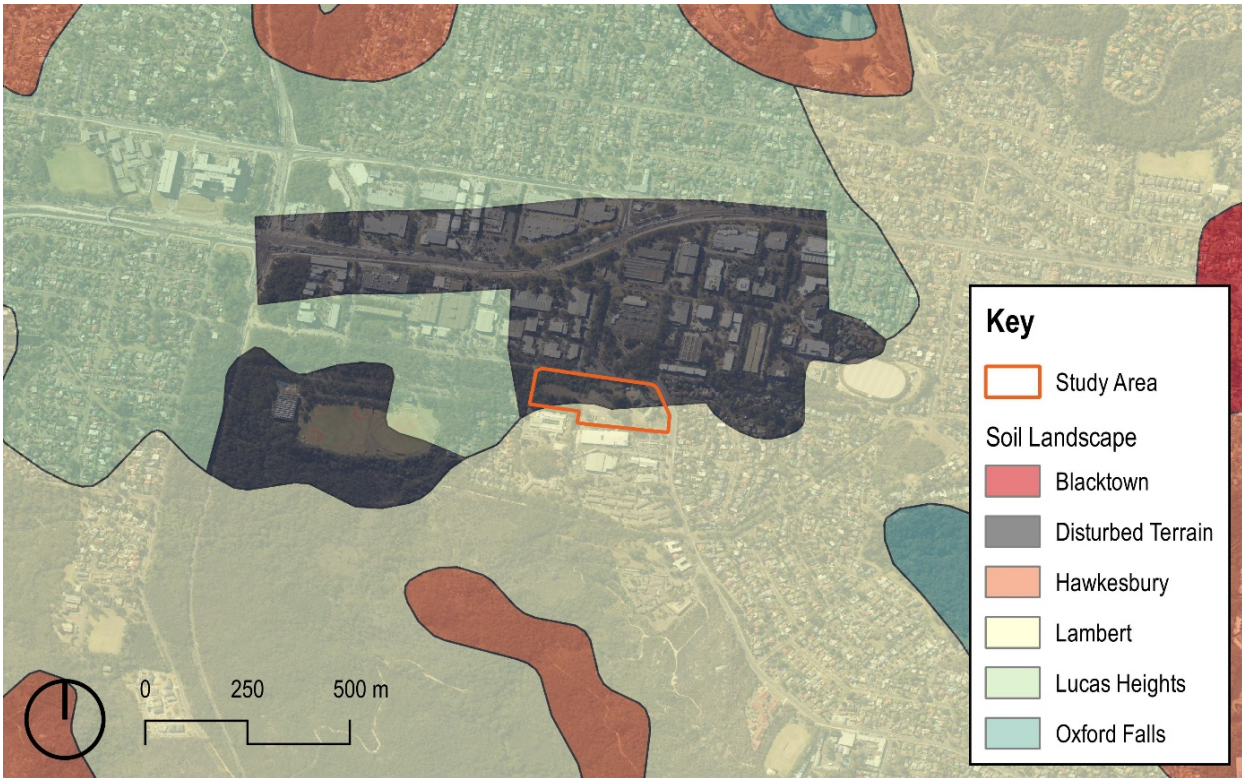 Key
Study Area
Soil Landscape
Blacktown
Disturbed Terrain
Hawkesbury
Lambert
Lucas Heights
Oxford Falls
0 250 500 m